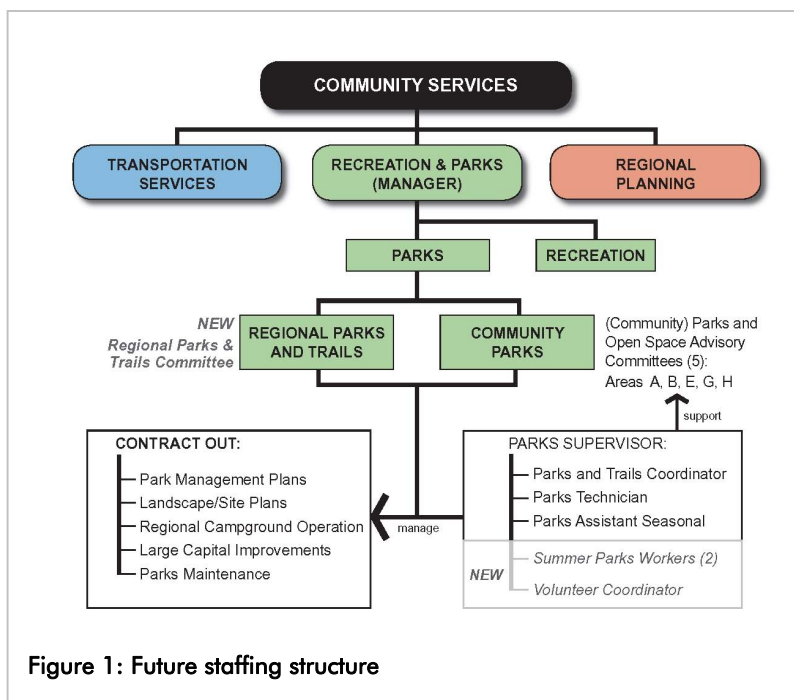 COMMUNITY SERVICES
TRANSPORTATION
SERVICES
RECREATION & PARKS
(MANAGER)
REGIONAL
PLANNING
PARKS
RECREATION
NEW
Regional Parks &
Trails Committee
REGIONAL PARKS
AND TRAILS
COMMUNITY
PARKS
(Community) Parks and
Open Space Advisory
Committees (5):
Areas A, B, E, G, H
support
CONTRACT OUT:
Park Management Plans
Landscape/Site Plans
Regional Campground Operation
Large Capital Improvements
Parks Maintenance
manage
PARKS SUPERVISOR:
Parks and Trails Coordinator
Parks Technician
Parks Assistant Seasonal
NEW
Summer Parks Workers (2)
Volunteer Coordinator
Figure 1: Future staffing structure